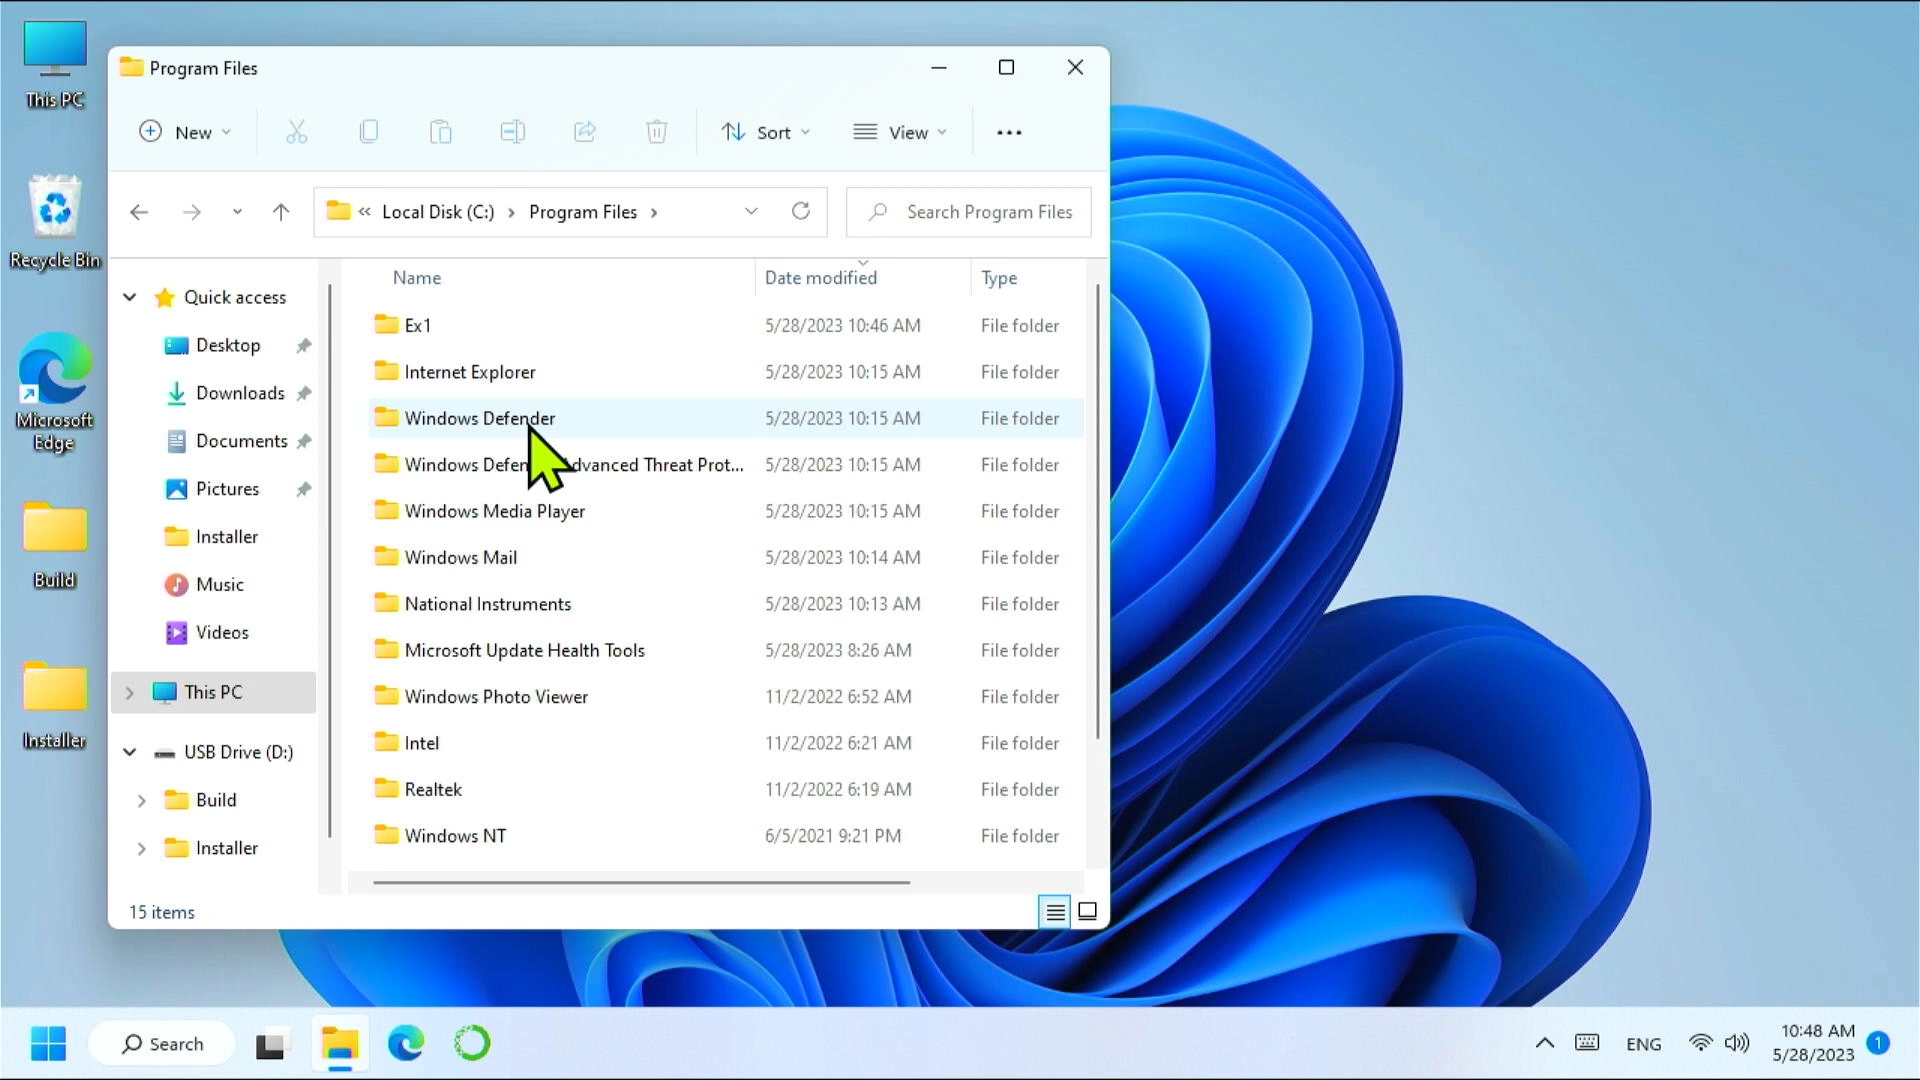 This PC
Recycle Bin
Microsoft
Edge
Build
Installer
Program Files
New
Sort
View
Local Disk (C:)
Program Files
Search Program Files
Quick access
Desktop
Downloads
Documents
Pictures
Installer
Music
Videos
This PC
USB Drive (D:)
Build
Installer
Name Date modified Type
Ex1 5/28/2023 10:46 AM File folder
Internet Explorer 5/28/2023 10:15 AM File folder
Windows Defender 5/28/2023 10:15 AM File folder
Windows Defen dvanced Threat Prot... 5/28/2023 10:15 AM File folder
Windows Media Player 5/28/2023 10:15 AM File folder
Windows Mail 5/28/2023 10:14 AM File folder
National Instruments 5/28/2023 10:13 AM File folder
Microsoft Update Health Tools 5/28/2023 8:26 AM File folder
Windows Photo Viewer 11/2/2022 6:52 AM File folder
Intel 11/2/2022 6:21 AM File folder
Realtek 11/2/2022 6:19 AM File folder
Windows NT 6/5/2021 9:21 PM File folder
15 items
Search
ENG
10:48 AM
5/28/2023
1